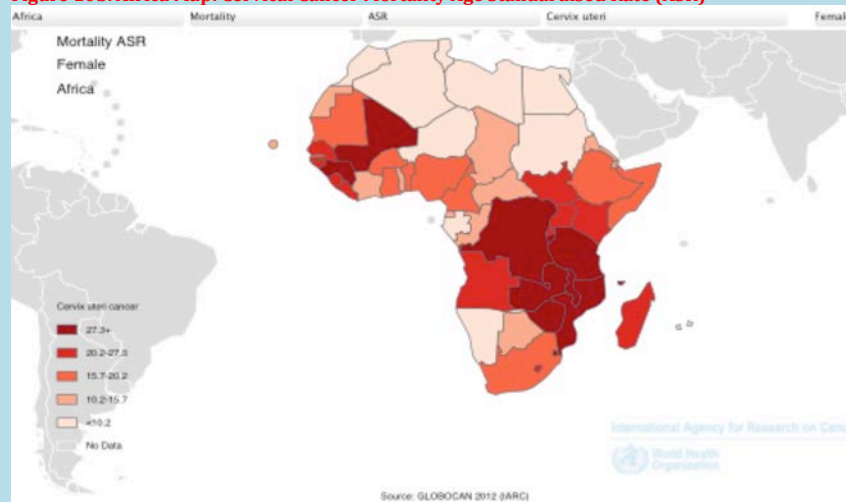 Africa Mortality ASR Cervix uteri Female
Mortality ASR
Female
Africa
Cervix uteri cancer
27.3+
20.2-27.3
15.7-20.2
10.2-15.7
<10.2
No Data
International Agency for Research on Canc
World Health
Organization
Source: GLOBOCAN 2012 (IARC)